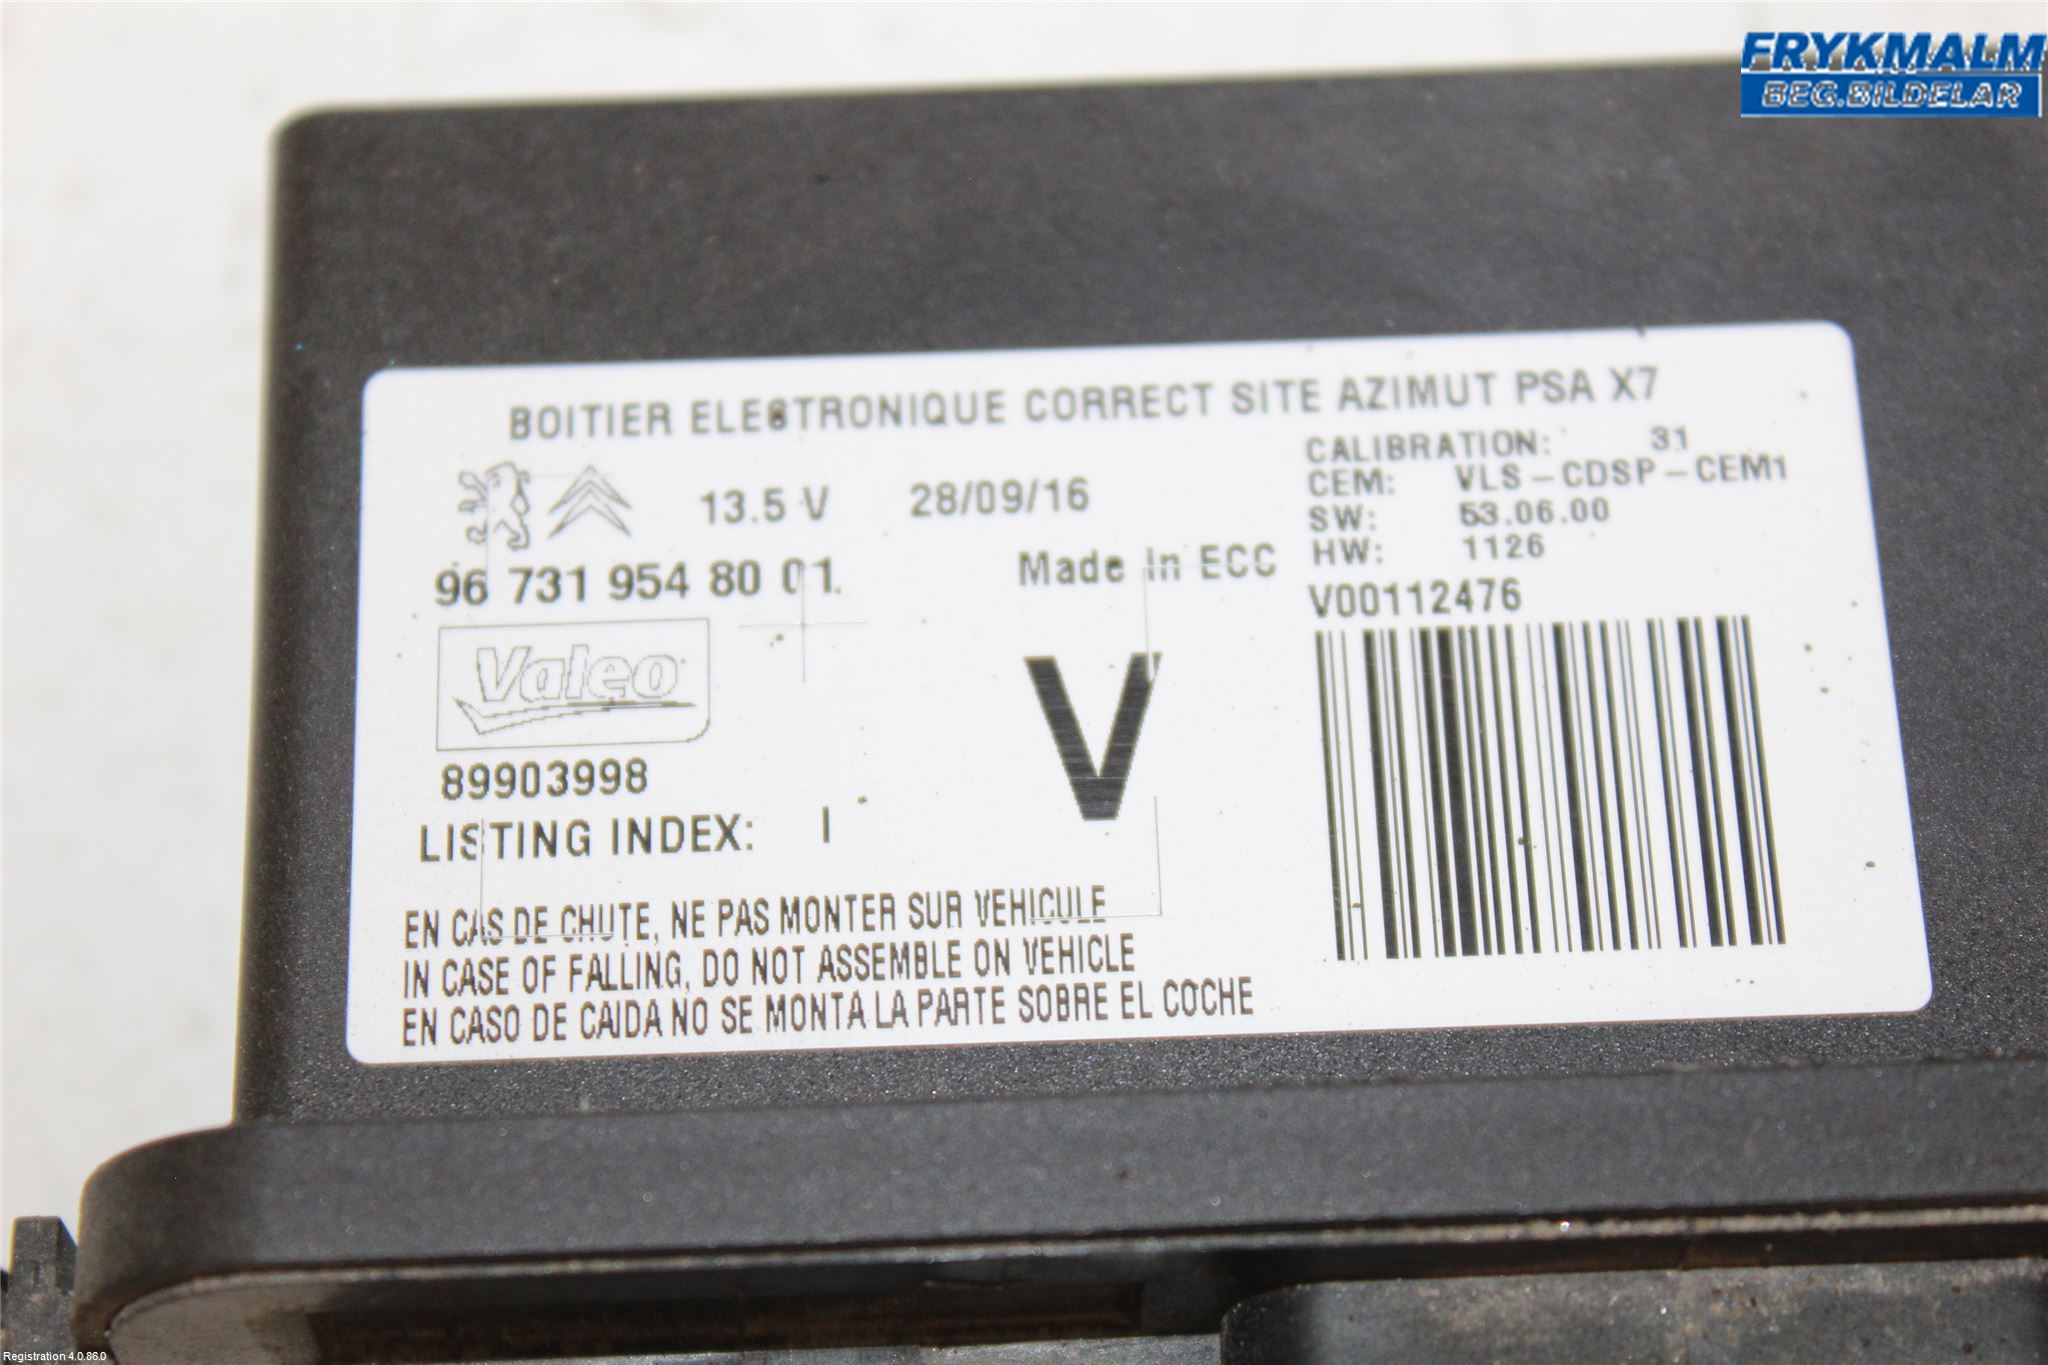 FRYKMALM
BEG.BILDELAR
BOITIER ELECTRONIQUE CORRECT SITE AZIMUT PSA X7
13.5 V 28/09/16
CALIBRATION: 31
CEM: VLS-CDSP-CEM1
SW: 53.06.00
HW: 1126
96 731 954 80 01
Made in ECC
V00112476
Valeo
V
89903998
LISTING INDEX: I
EN CAS DE CHUTE, NE PAS MONTER SUR VEHICULE
IN CASE OF FALLING, DO NOT ASSEMBLE ON VEHICLE
EN CASO DE CAIDA NO SE MONTA LA PARTE SOBRE EL COCHE
Registration 4.0.86.0